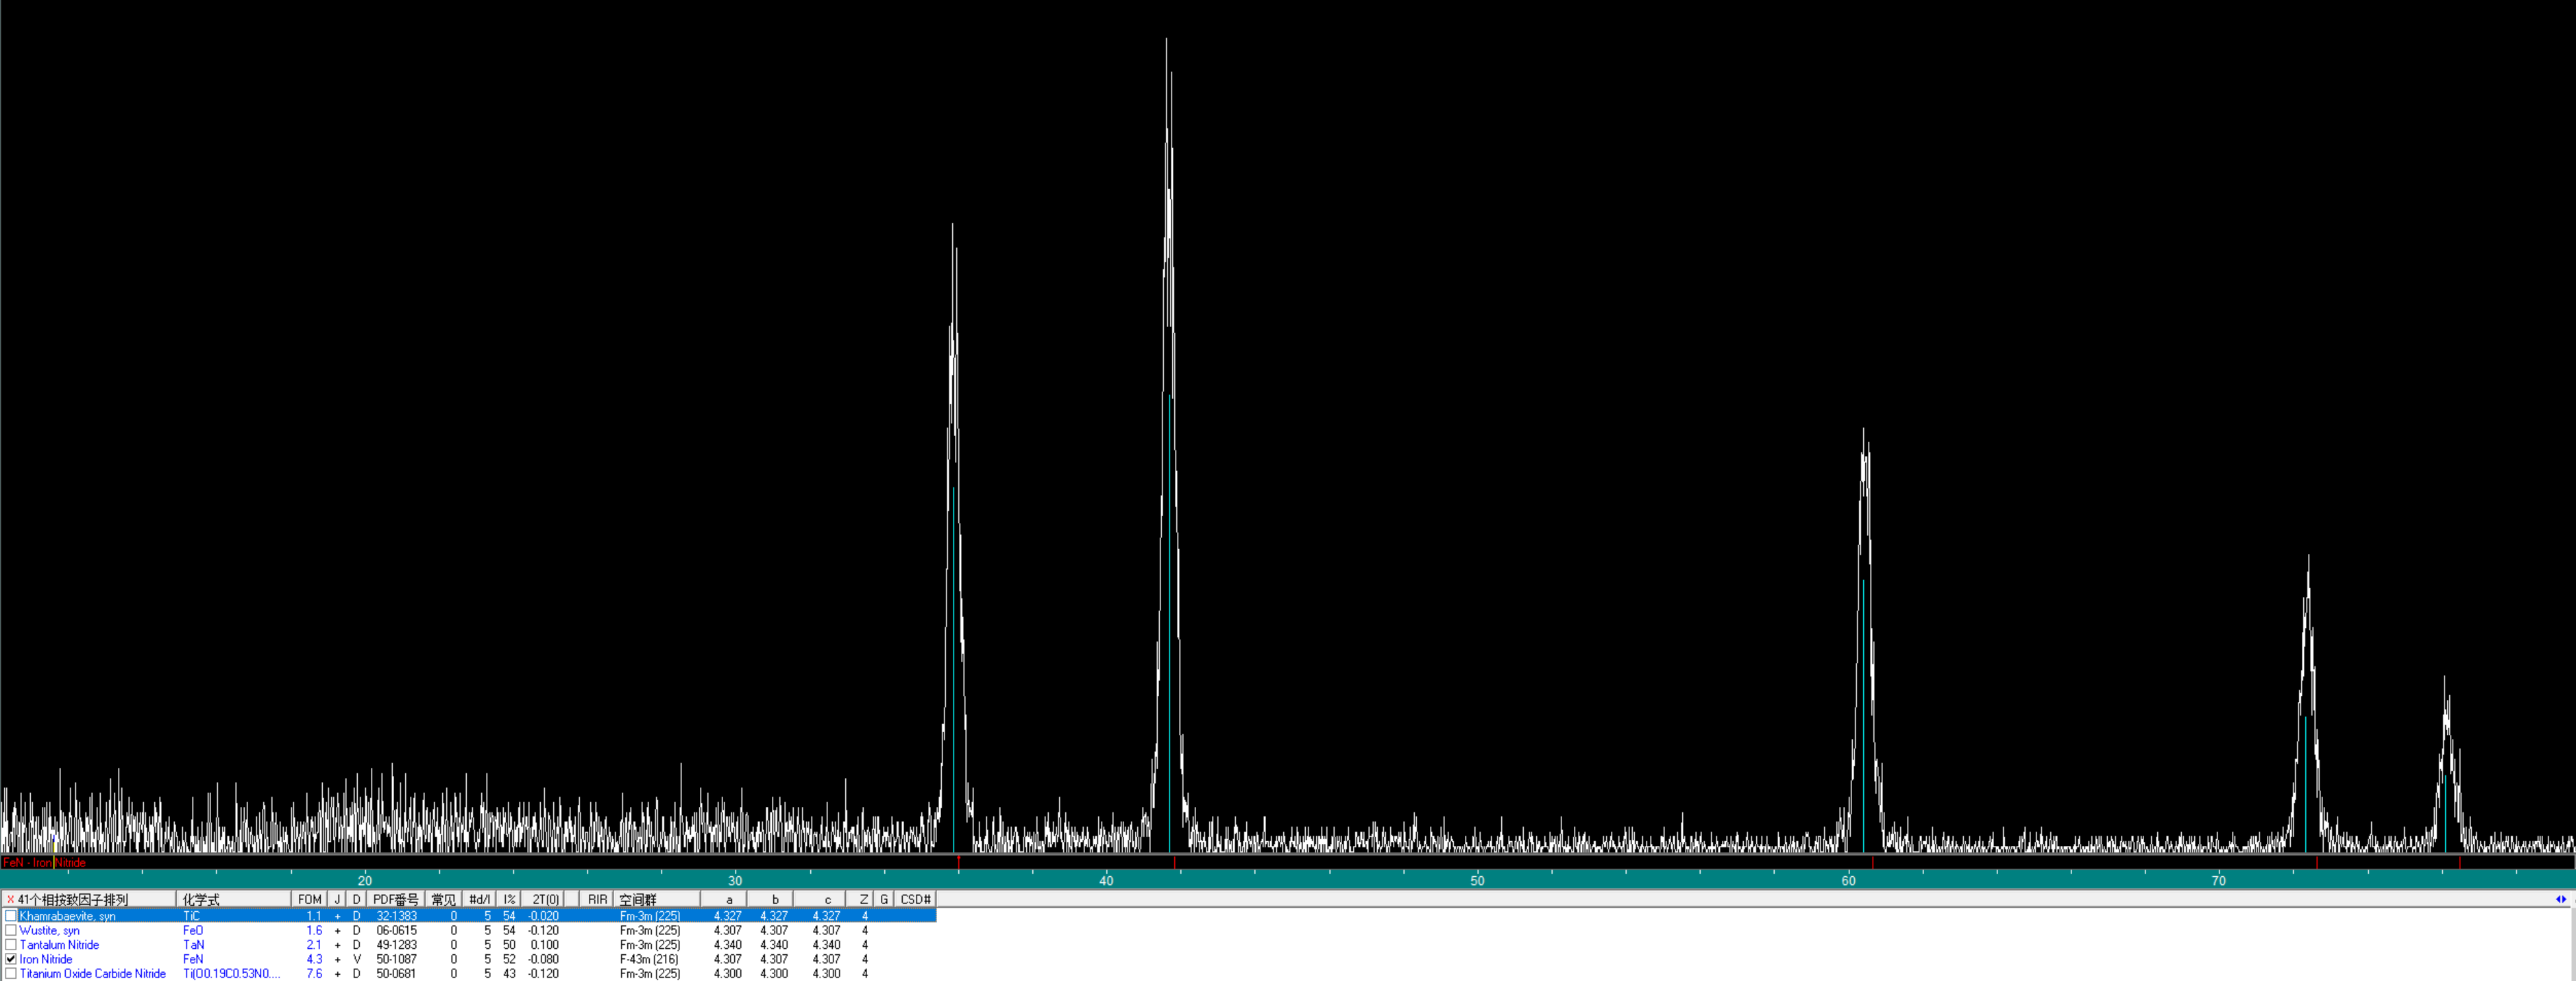 FeN - Iron Nitride
20 30 40 50 60 70
X 41个相按致因子排列 化学式 FOM J D PDF番号 常见 #d/I I% 2T(0) RIR 空间群 a b c Z G CSD#
Khamrabaevite, syn TiC 1.1 + D 32-1383 0 5 54 -0.020 Fm-3m (225) 4.327 4.327 4.327 4
Wustite, syn FeO 1.6 + D 06-0615 0 5 54 -0.120 Fm-3m (225) 4.307 4.307 4.307 4
Tantalum Nitride TaN 2.1 + D 49-1283 0 5 50 0.100 Fm-3m (225) 4.340 4.340 4.340 4
Iron Nitride FeN 4.3 + V 50-1087 0 5 52 -0.080 F-43m (216) 4.307 4.307 4.307 4
Titanium Oxide Carbide Nitride Ti(O0.19C0.53N0.... 7.6 + D 50-0681 0 5 43 -0.120 Fm-3m (225) 4.300 4.300 4.300 4